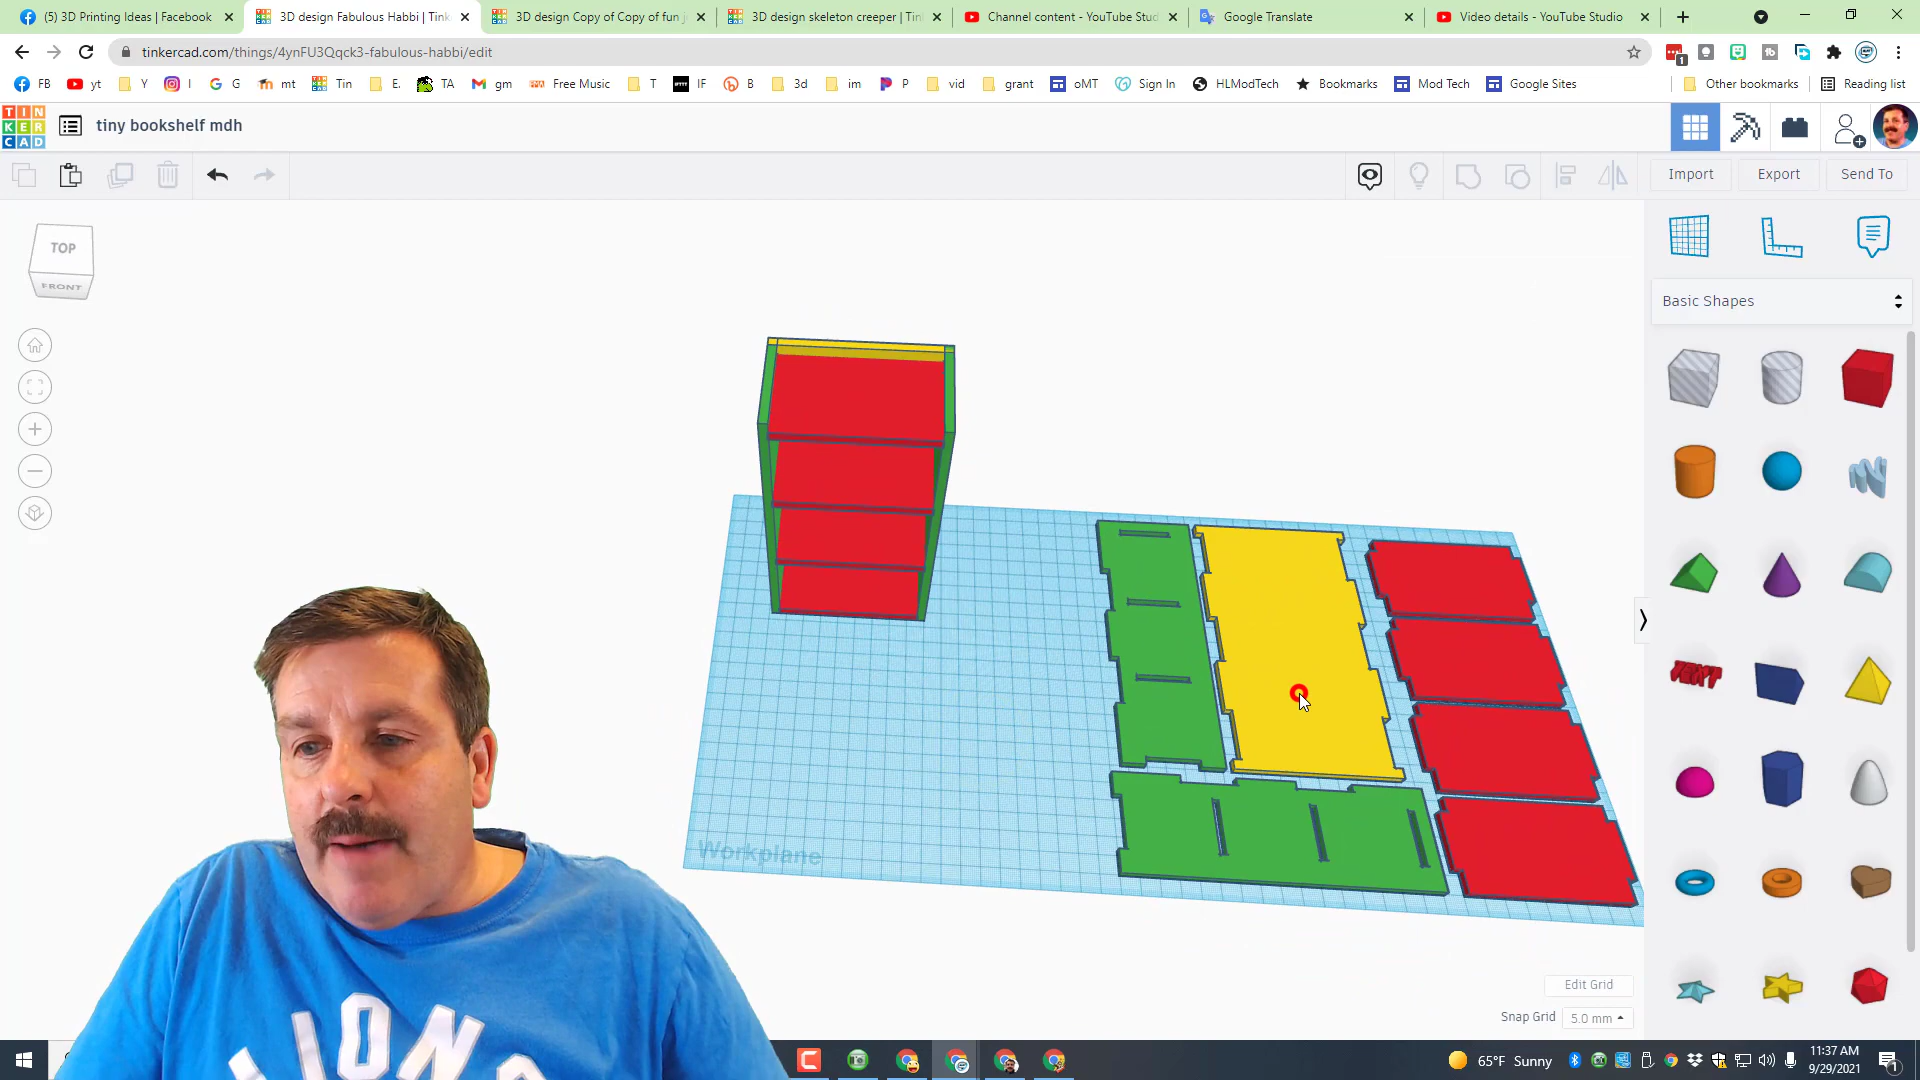 (5) 3D Printing Ideas | Facebook
3D design Fabulous Habbi | Tink
3D design Copy of Copy of fun j
3D design skeleton creeper | Tin
Channel content - YouTube Stud
Google Translate
Video details - YouTube Studio
tinkercad.com/things/4ynFU3Qqck3-fabulous-habbi/edit
FB yt Y I G mt Tin E. TA gm Free Music T IF B 3d im P vid grant oMT Sign In HLModTech Bookmarks Mod Tech Google Sites Other bookmarks Reading list
TIN
KER
CAD
tiny bookshelf mdh
Import Export Send To
TOP
FRONT
Basic Shapes
TEXT
Workplane
Edit Grid
Snap Grid 5.0 mm
LIONS
65°F Sunny
11:37 AM
9/29/2021